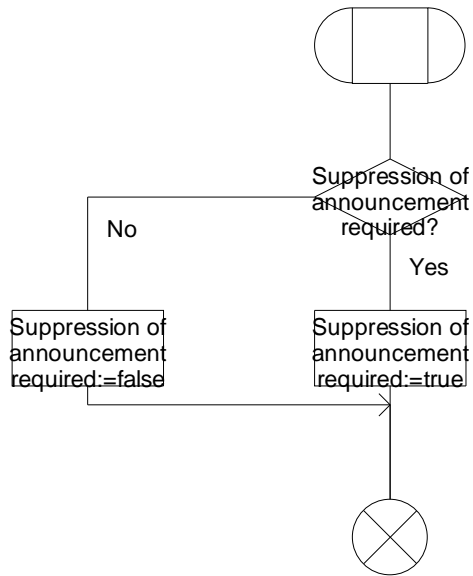 Suppression of
announcement
required?
No
Yes
Suppression of
announcement
required:=false
Suppression of
announcement
required:=true